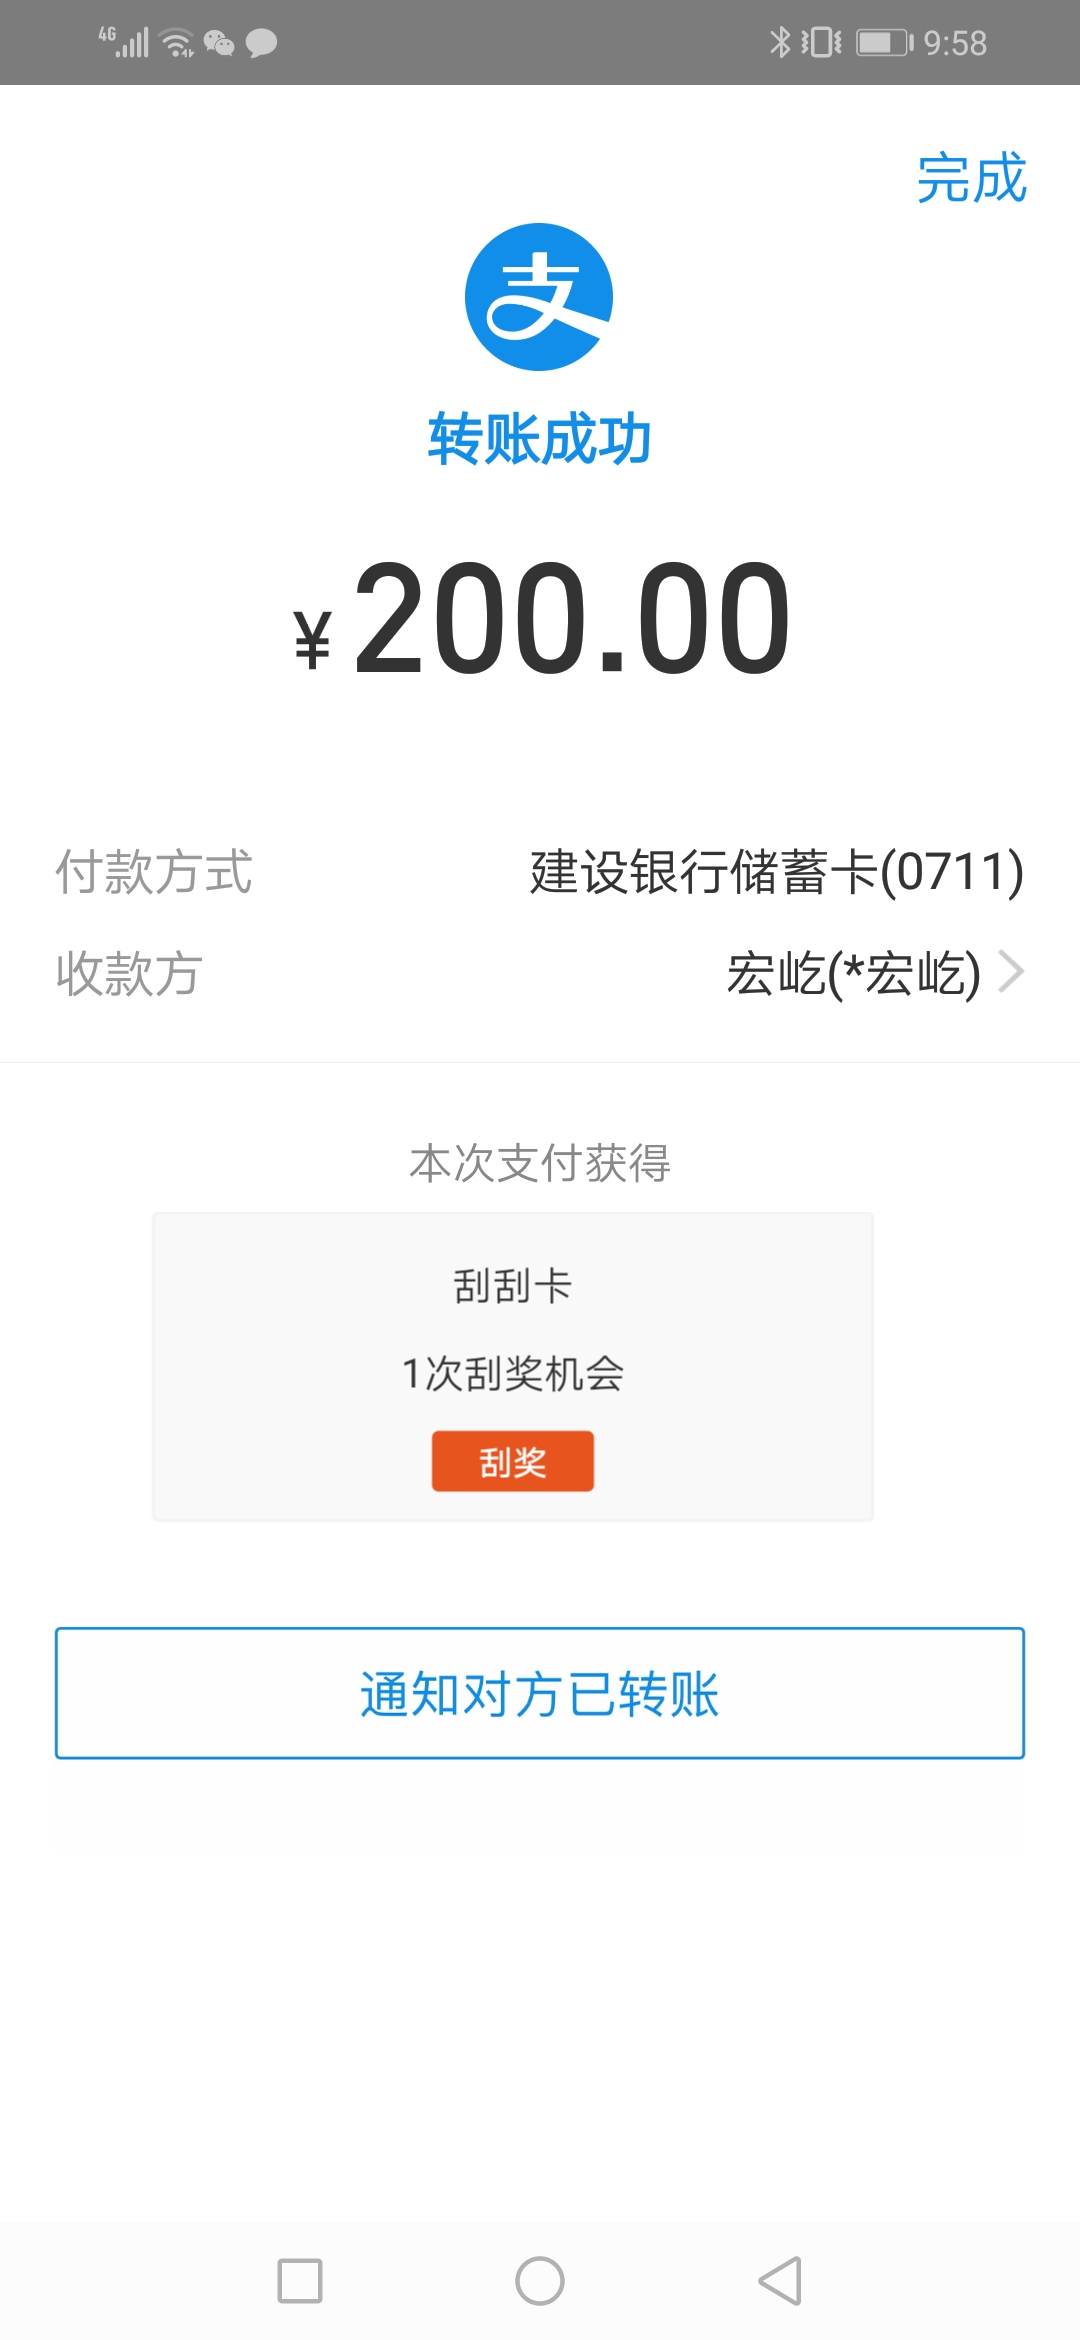 4G 9:58
完成
支
转账成功
¥200.00
付款方式 建设银行储蓄卡(0711)
收款方 宏屹(*宏屹)
本次支付获得
刮刮卡
1次刮奖机会
刮奖
通知对方已转账